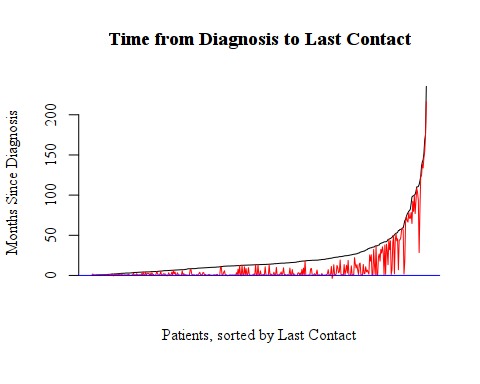 Time from Diagnosis to Last Contact
Months Since Diagnosis
200
150
100
50
0
Patients, sorted by Last Contact